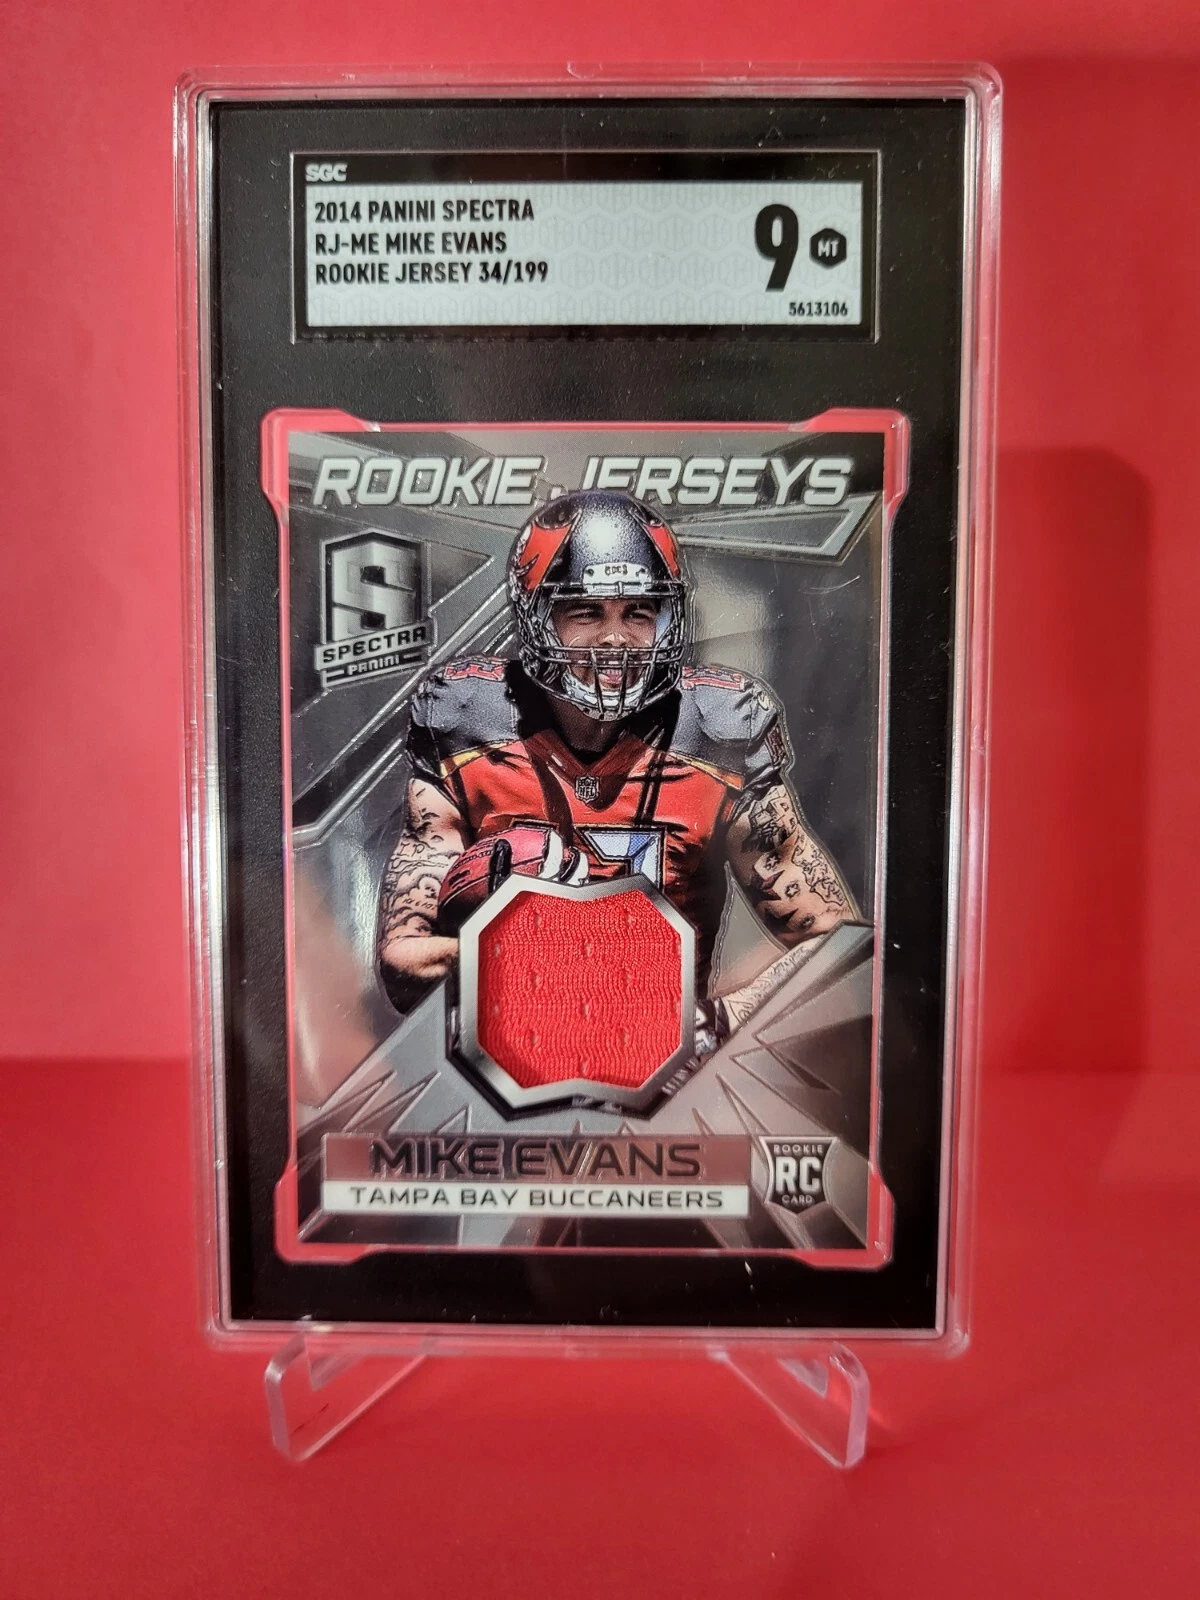 SGC
2014 PANINI SPECTRA
RJ-ME MIKE EVANS
ROOKIE JERSEY 34/199
9 MT
5613106
ROOKIE JERSEYS
S
SPECTRA
PANINI
NFL
MIKE EVANS
TAMPA BAY BUCCANEERS
ROOKIE
RC
CARD